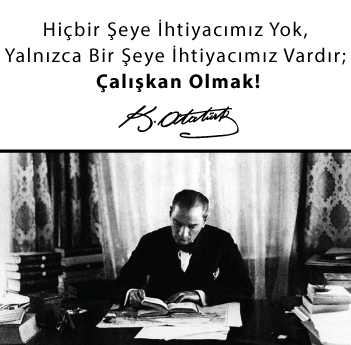 Hiçbir Şeye İhtiyacımız Yok,
Yalnızca Bir Şeye İhtiyacımız Vardır;
Çalışkan Olmak!
K. Atatürk